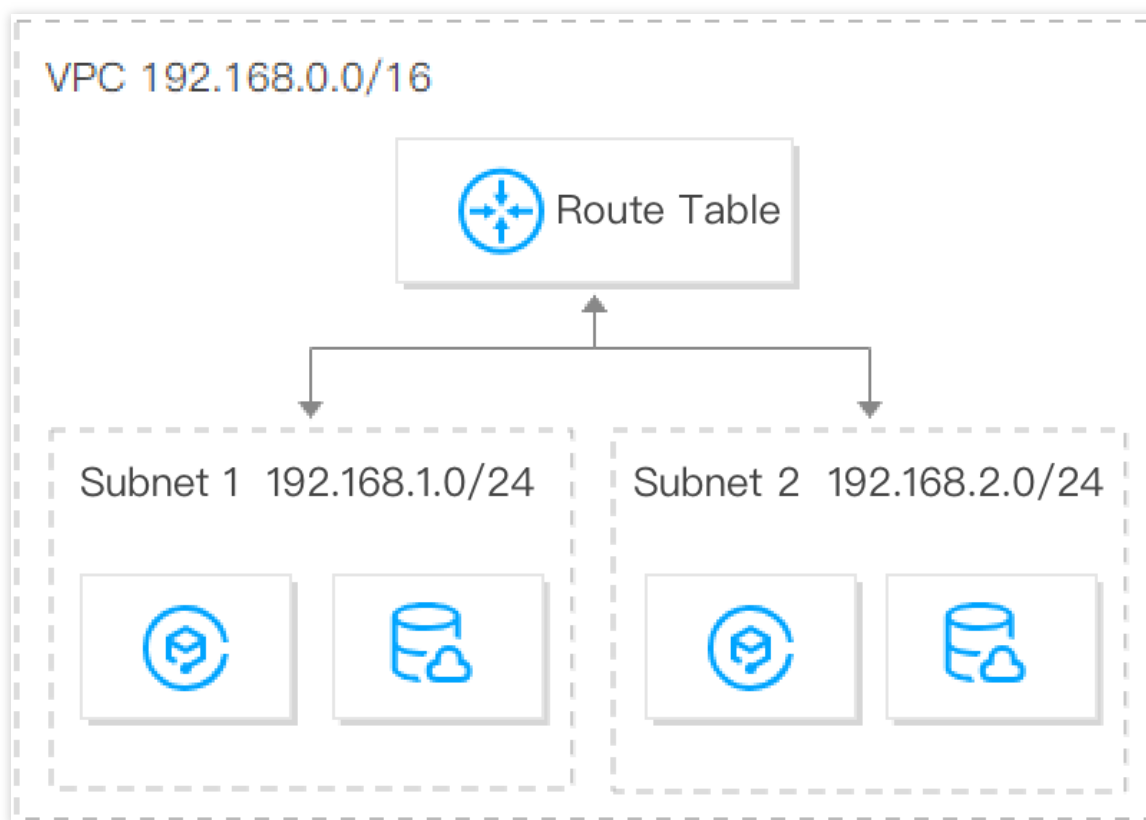 VPC 192.168.0.0/16
Route Table
Subnet 1 192.168.1.0/24
Subnet 2 192.168.2.0/24